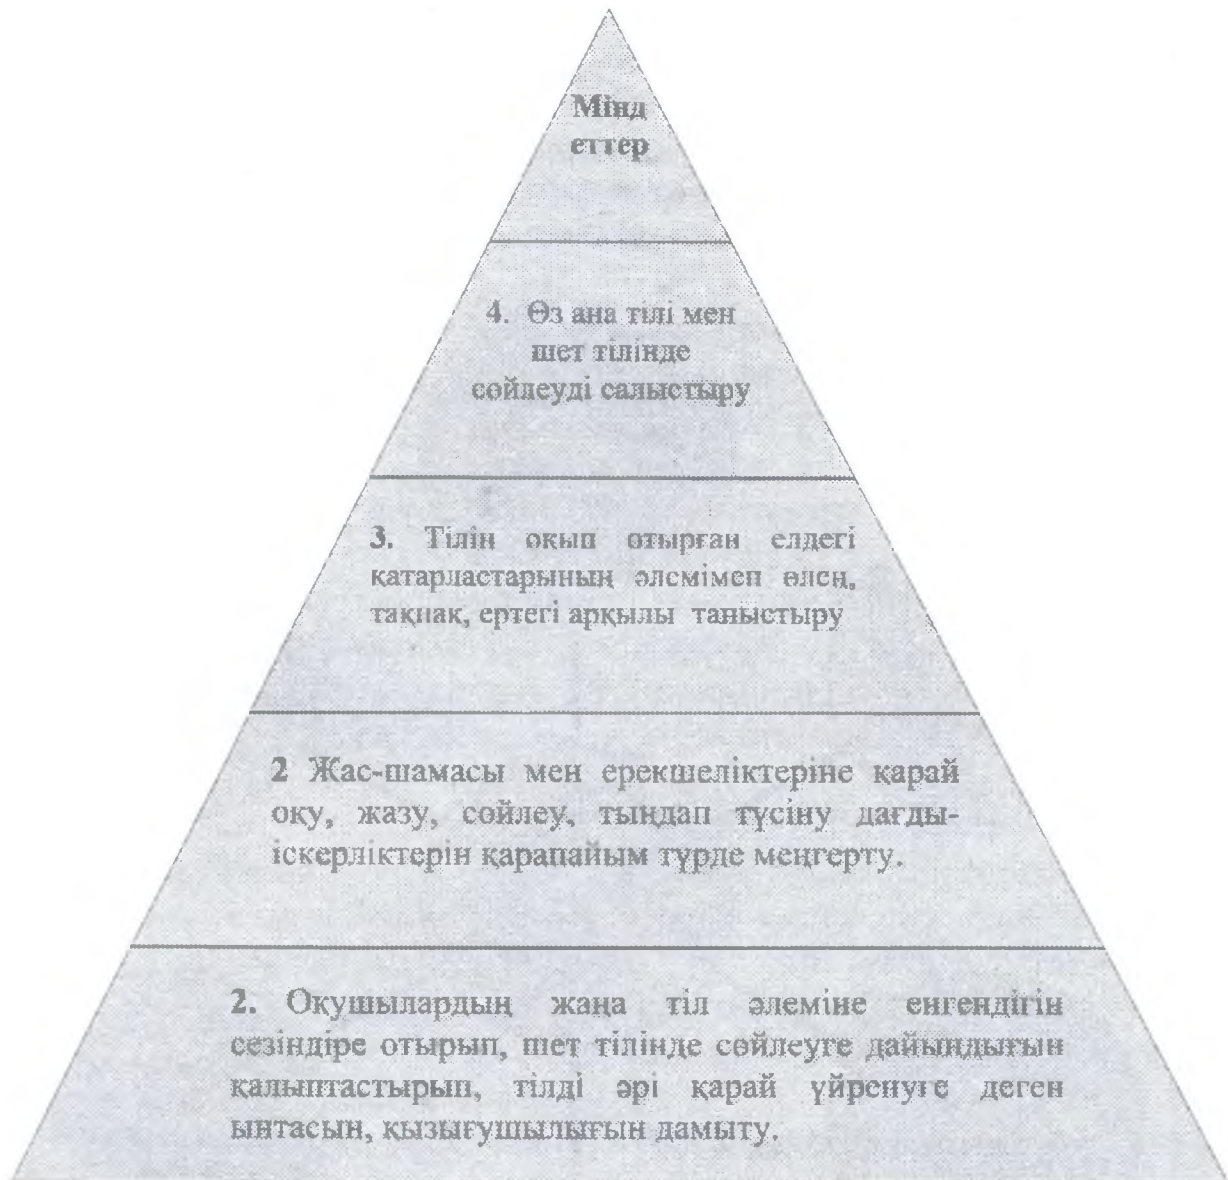 Мінд
еттер
4. Өз ана тілі мен
шет тілінде
сөйлеуді салыстыру
3. Тілін оқып отырған елдегі
қатарластарының әлемімен өлең,
тақпақ, ертегі арқылы таныстыру
2 Жас-шамасы мен ерекшеліктеріне қарай
оқу, жазу, сөйлеу, тыңдап түсіну дағды-
іскерліктерін қарапайым түрде меңгерту.
2. Оқушылардың жаңа тіл әлеміне енгендігін
сезіндіре отырып, шет тілінде сөйлеуге дайындығын
қалыптастырып, тілді әрі қарай үйренуге деген
ынтасын, қызығушылығын дамыту.